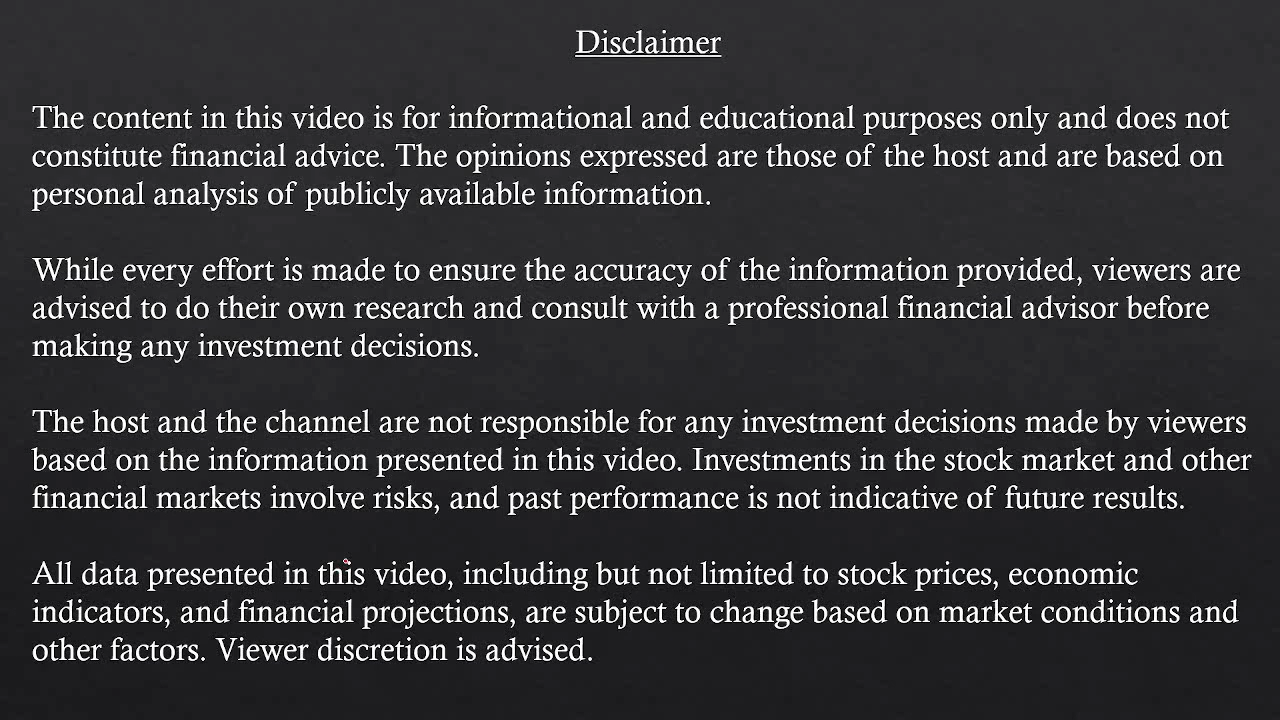 Disclaimer
The content in this video is for informational and educational purposes only and does not
constitute financial advice. The opinions expressed are those of the host and are based on
personal analysis of publicly available information.
While every effort is made to ensure the accuracy of the information provided, viewers are
advised to do their own research and consult with a professional financial advisor before
making any investment decisions.
The host and the channel are not responsible for any investment decisions made by viewers
based on the information presented in this video. Investments in the stock market and other
financial markets involve risks, and past performance is not indicative of future results.
All data presented in this video, including but not limited to stock prices, economic
indicators, and financial projections, are subject to change based on market conditions and
other factors. Viewer discretion is advised.